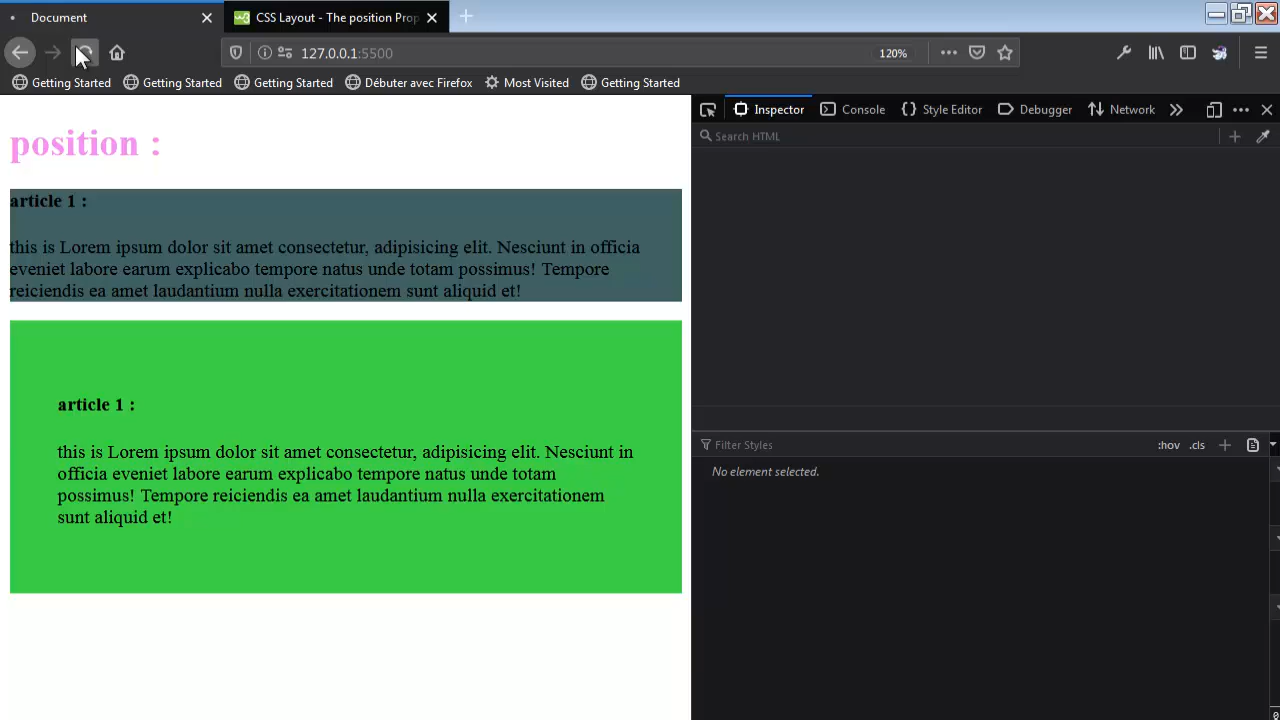 Document
CSS Layout - The position Prop
127.0.0.1:5500
120%
Getting Started
Getting Started
Getting Started
Débuter avec Firefox
Most Visited
Getting Started
Inspector
Console
Style Editor
Debugger
Network
Search HTML
position :
article 1 :
this is Lorem ipsum dolor sit amet consectetur, adipisicing elit. Nesciunt in officia
eveniet labore earum explicabo tempore natus unde totam possimus! Tempore
reiciendis ea amet laudantium nulla exercitationem sunt aliquid et!
article 1 :
this is Lorem ipsum dolor sit amet consectetur, adipisicing elit. Nesciunt in
officia eveniet labore earum explicabo tempore natus unde totam
possimus! Tempore reiciendis ea amet laudantium nulla exercitationem
sunt aliquid et!
Filter Styles
:hov
.cls
No element selected.
0